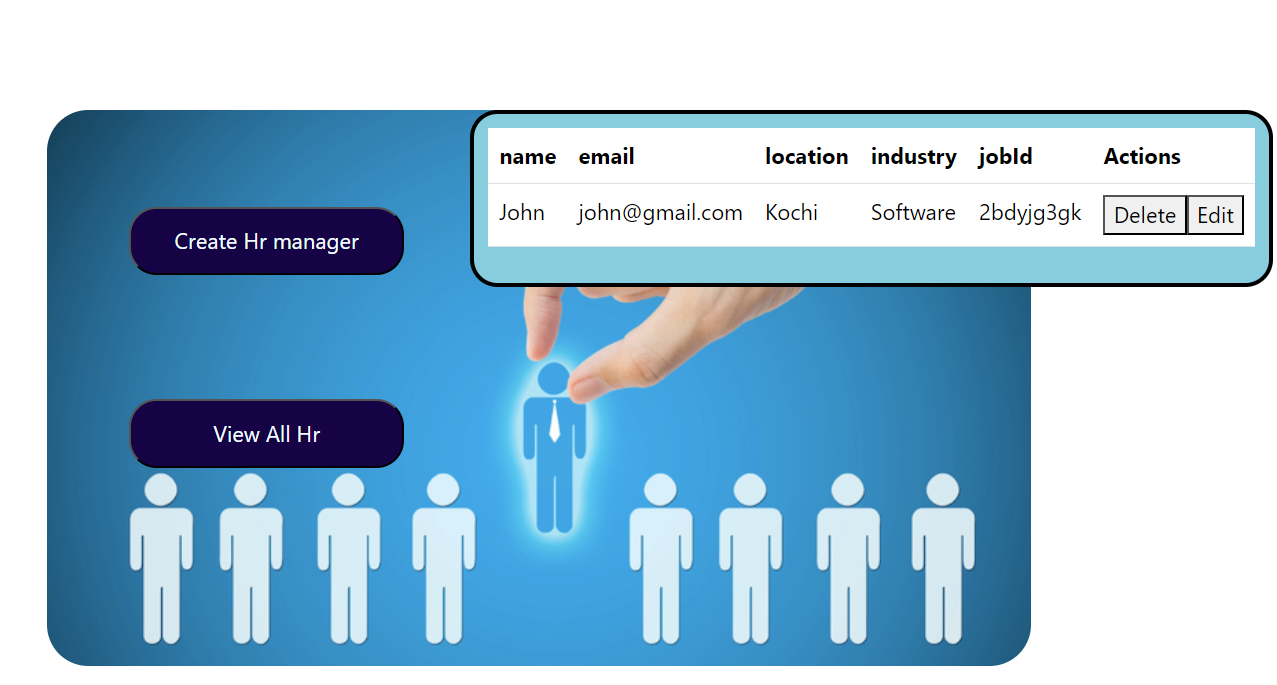 name email location industry jobId Actions
John john@gmail.com Kochi Software 2bdyjg3gk Delete Edit
Create Hr manager
View All Hr